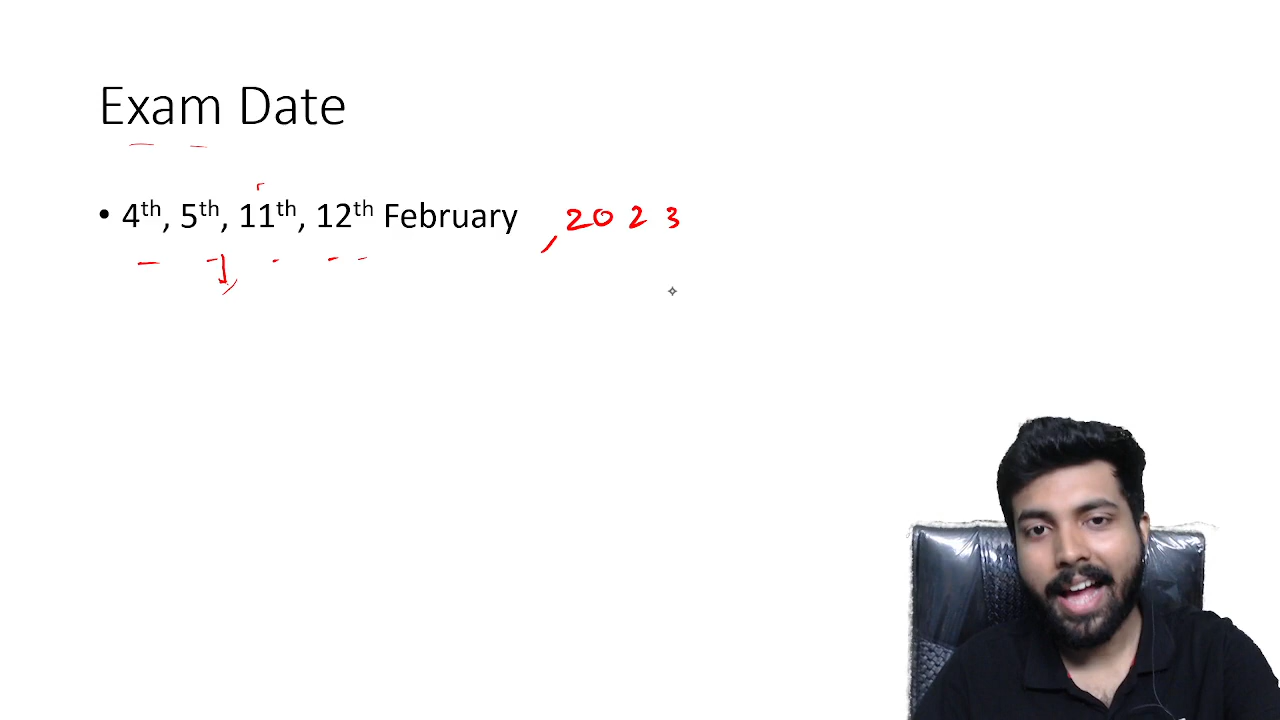 Exam Date
• 4th, 5th, 11th, 12th February , 2023